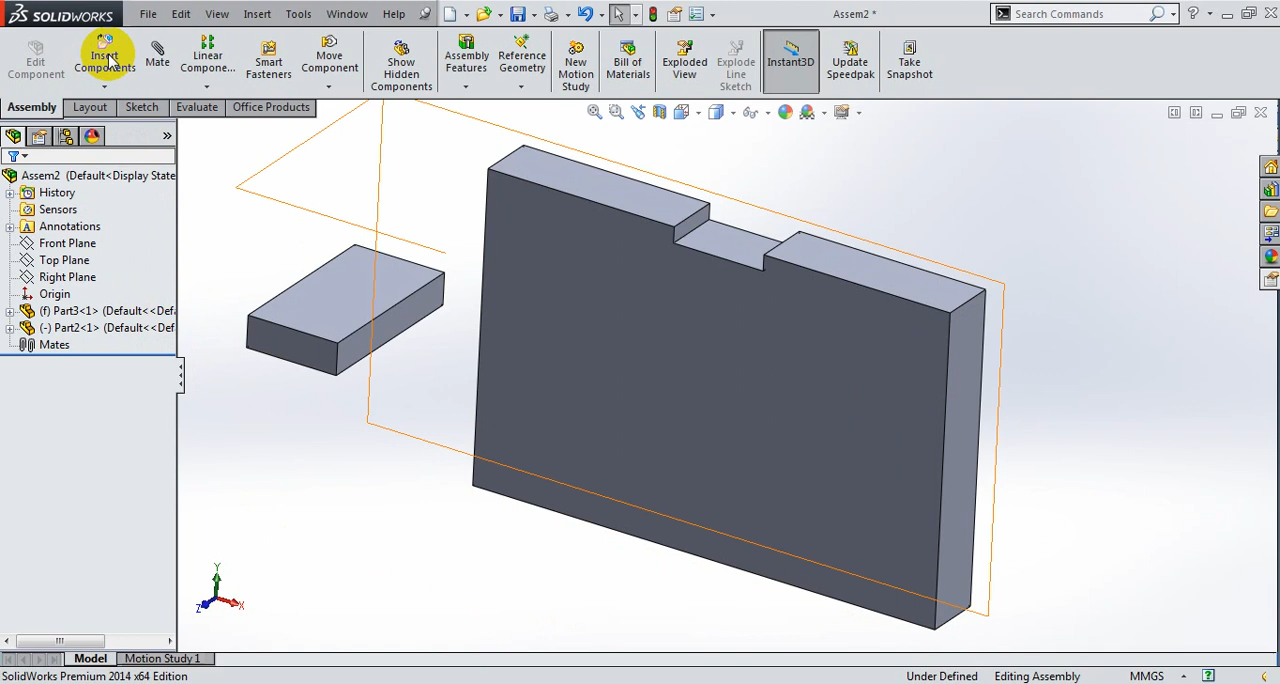 SOLIDWORKS File Edit View Insert Tools Window Help Assem2 * Search Commands
Edit Component
Insert Components
Mate
Linear Compone...
Smart Fasteners
Move Component
Show Hidden Components
Assembly Features
Reference Geometry
New Motion Study
Bill of Materials
Exploded View
Explode Line Sketch
Instant3D
Update Speedpak
Take Snapshot
Assembly Layout Sketch Evaluate Office Products
Assem2 (Default<Display State
History
Sensors
Annotations
Front Plane
Top Plane
Right Plane
Origin
(f) Part3<1> (Default<<Defa
(-) Part2<1> (Default<<Def
Mates
Y
Z X
Model Motion Study 1
SolidWorks Premium 2014 x64 Edition Under Defined Editing Assembly MMGS